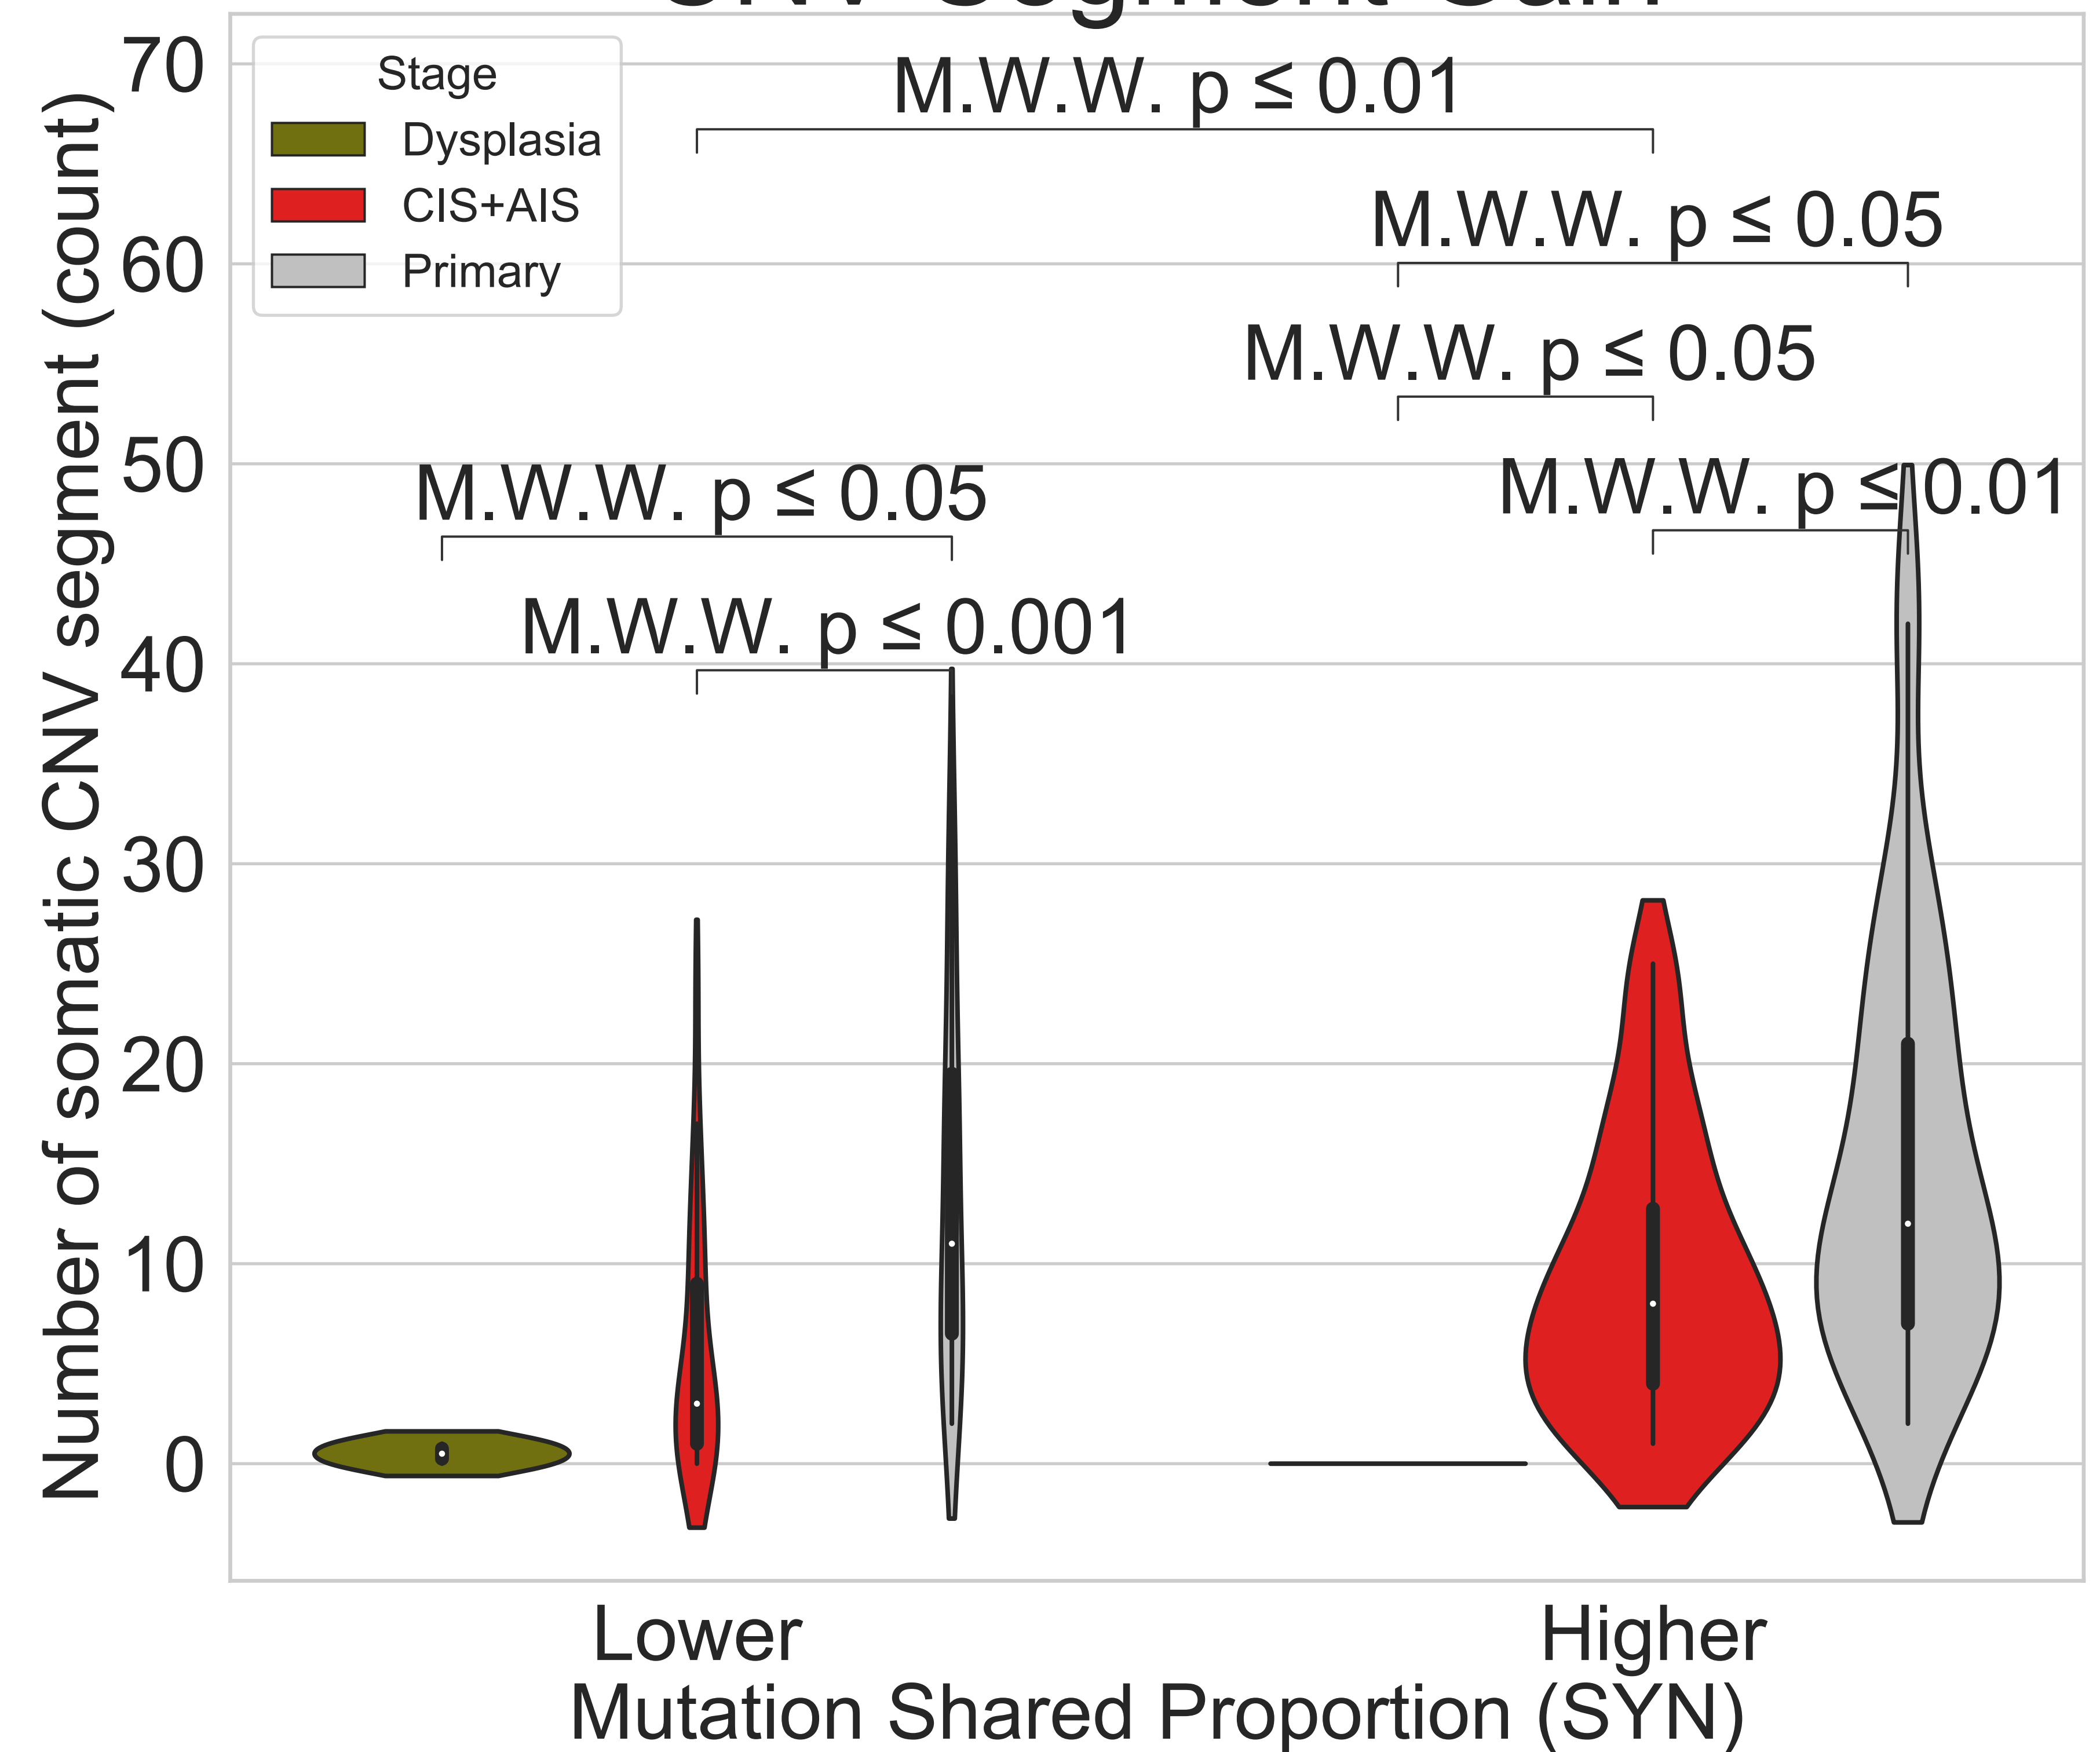 70
60
50
40
30
20
10
0
Number of somatic CNV segment (count)
Stage
Dysplasia
CIS+AIS
Primary
M.W.W. p ≤ 0.01
M.W.W. p ≤ 0.05
M.W.W. p ≤ 0.05
M.W.W. p ≤ 0.01
M.W.W. p ≤ 0.05
M.W.W. p ≤ 0.001
Lower
Higher
Mutation Shared Proportion (SYN)